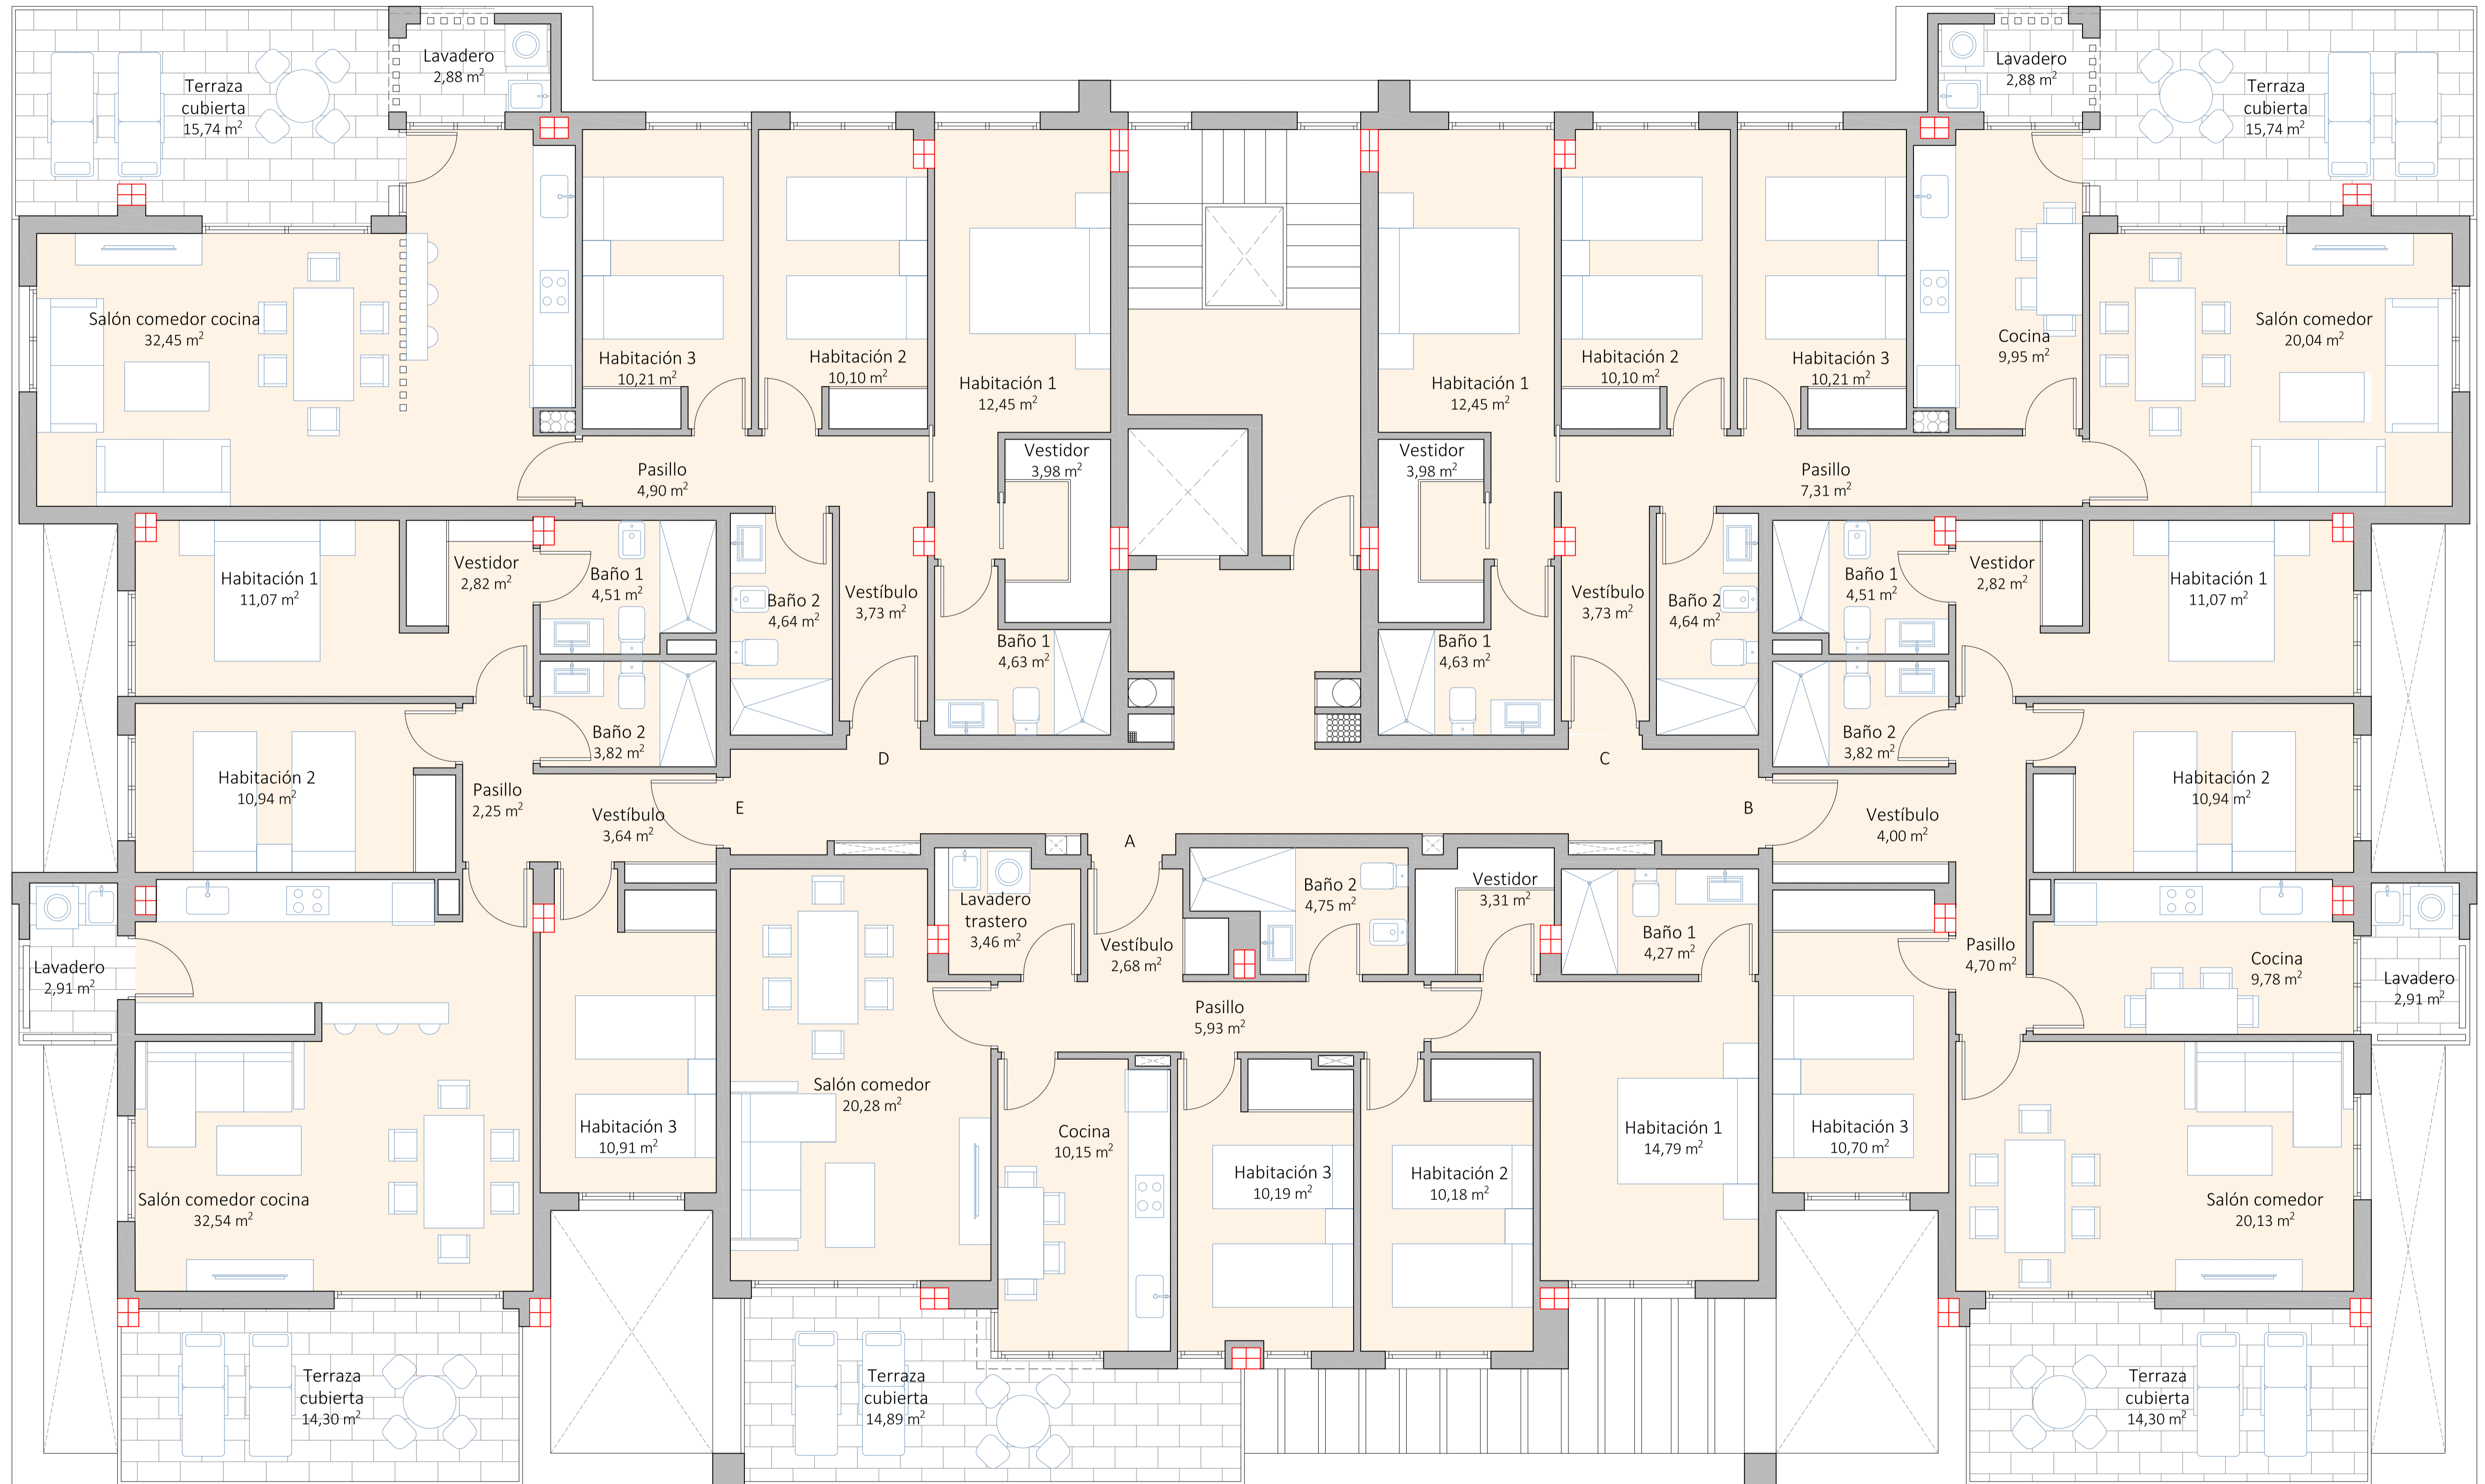 Terraza
cubierta
15,74 m²
Lavadero
2,88 m²
Lavadero
2,88 m²
Terraza
cubierta
15,74 m²
Salón comedor cocina
32,45 m²
Habitación 3
10,21 m²
Habitación 2
10,10 m²
Habitación 1
12,45 m²
Habitación 1
12,45 m²
Habitación 2
10,10 m²
Habitación 3
10,21 m²
Cocina
9,95 m²
Salón comedor
20,04 m²
Pasillo
4,90 m²
Vestidor
3,98 m²
Vestidor
3,98 m²
Pasillo
7,31 m²
Habitación 1
11,07 m²
Vestidor
2,82 m²
Baño 1
4,51 m²
Baño 2
4,64 m²
Vestíbulo
3,73 m²
Baño 1
4,63 m²
Baño 1
4,63 m²
Vestíbulo
3,73 m²
Baño 2
4,64 m²
Baño 1
4,51 m²
Vestidor
2,82 m²
Habitación 1
11,07 m²
Habitación 2
10,94 m²
Pasillo
2,25 m²
Baño 2
3,82 m²
Vestíbulo
3,64 m²
D
C
E
A
B
Baño 2
3,82 m²
Vestíbulo
4,00 m²
Habitación 2
10,94 m²
Lavadero
2,91 m²
Lavadero
trastero
3,46 m²
Vestíbulo
2,68 m²
Baño 2
4,75 m²
Vestidor
3,31 m²
Baño 1
4,27 m²
Pasillo
4,70 m²
Cocina
9,78 m²
Lavadero
2,91 m²
Pasillo
5,93 m²
Salón comedor cocina
32,54 m²
Habitación 3
10,91 m²
Salón comedor
20,28 m²
Cocina
10,15 m²
Habitación 3
10,19 m²
Habitación 2
10,18 m²
Habitación 1
14,79 m²
Habitación 3
10,70 m²
Salón comedor
20,13 m²
Terraza
cubierta
14,30 m²
Terraza
cubierta
14,89 m²
Terraza
cubierta
14,30 m²